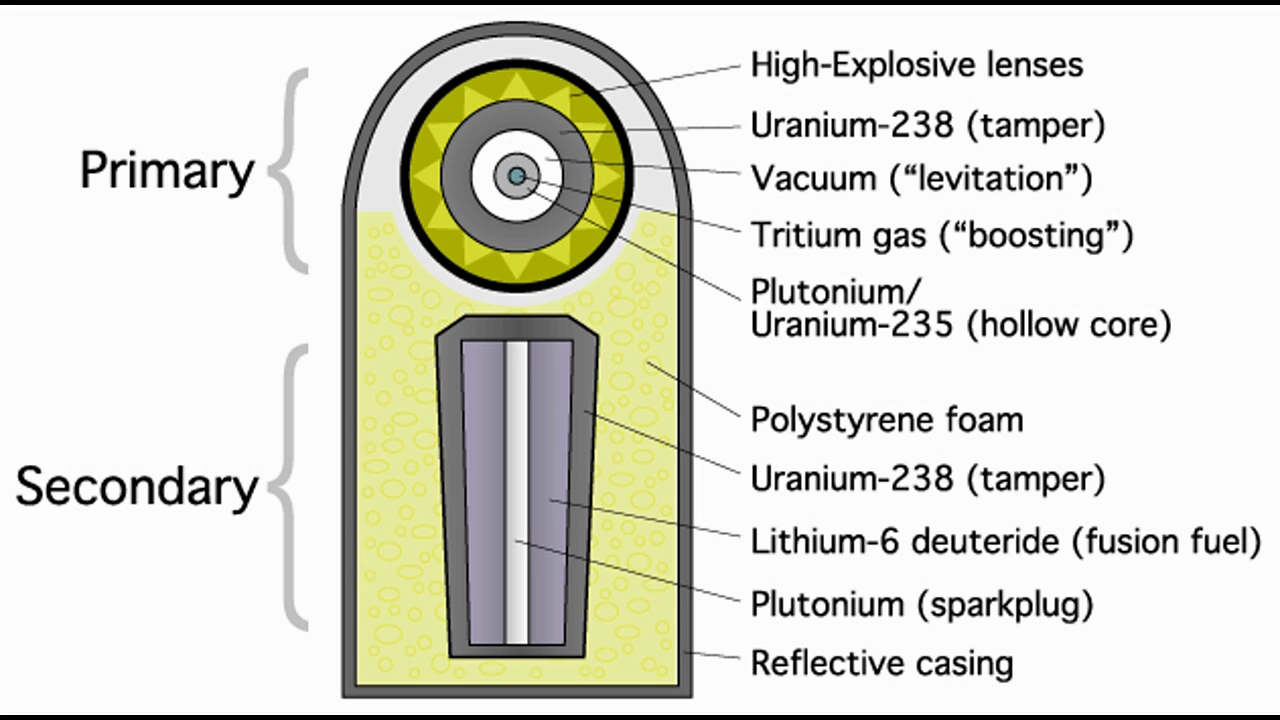 Primary
High-Explosive lenses
Uranium-238 (tamper)
Vacuum (“levitation”)
Tritium gas (“boosting”)
Plutonium/
Uranium-235 (hollow core)
Secondary
Polystyrene foam
Uranium-238 (tamper)
Lithium-6 deuteride (fusion fuel)
Plutonium (sparkplug)
Reflective casing